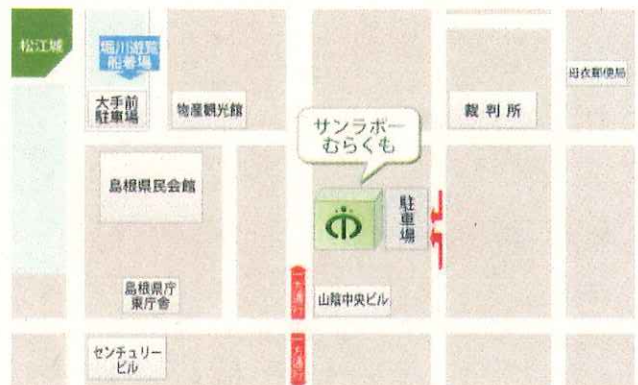 松江城
堀川遊覧
船着場
大手前
駐車場
物産観光館
裁判所
母衣郵便局
サンラポー
むらくも
島根県民会館
駐車場
島根県庁
東庁舎
一方通行
山陰中央ビル
センチュリー
ビル
一方通行